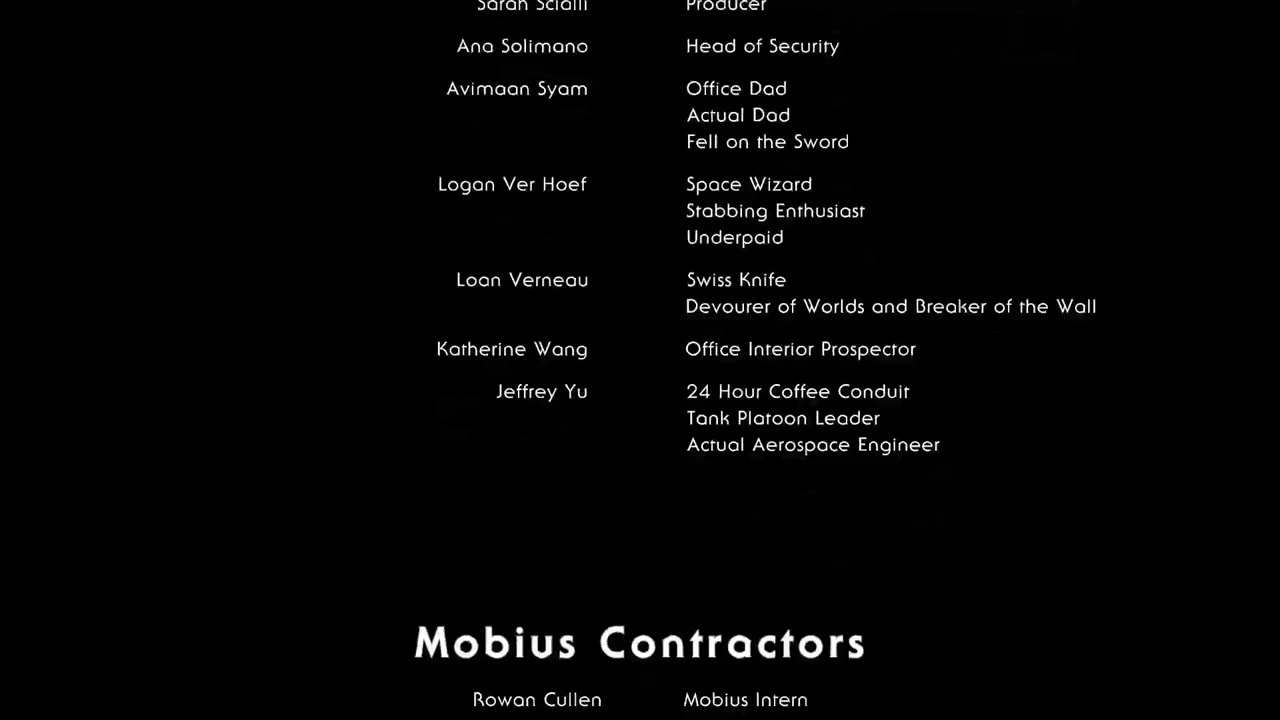 Sarah Scialli Producer
Ana Solimano Head of Security
Avimaan Syam Office Dad
Actual Dad
Fell on the Sword
Logan Ver Hoef Space Wizard
Stabbing Enthusiast
Underpaid
Loan Verneau Swiss Knife
Devourer of Worlds and Breaker of the Wall
Katherine Wang Office Interior Prospector
Jeffrey Yu 24 Hour Coffee Conduit
Tank Platoon Leader
Actual Aerospace Engineer
Mobius Contractors
Rowan Cullen Mobius Intern